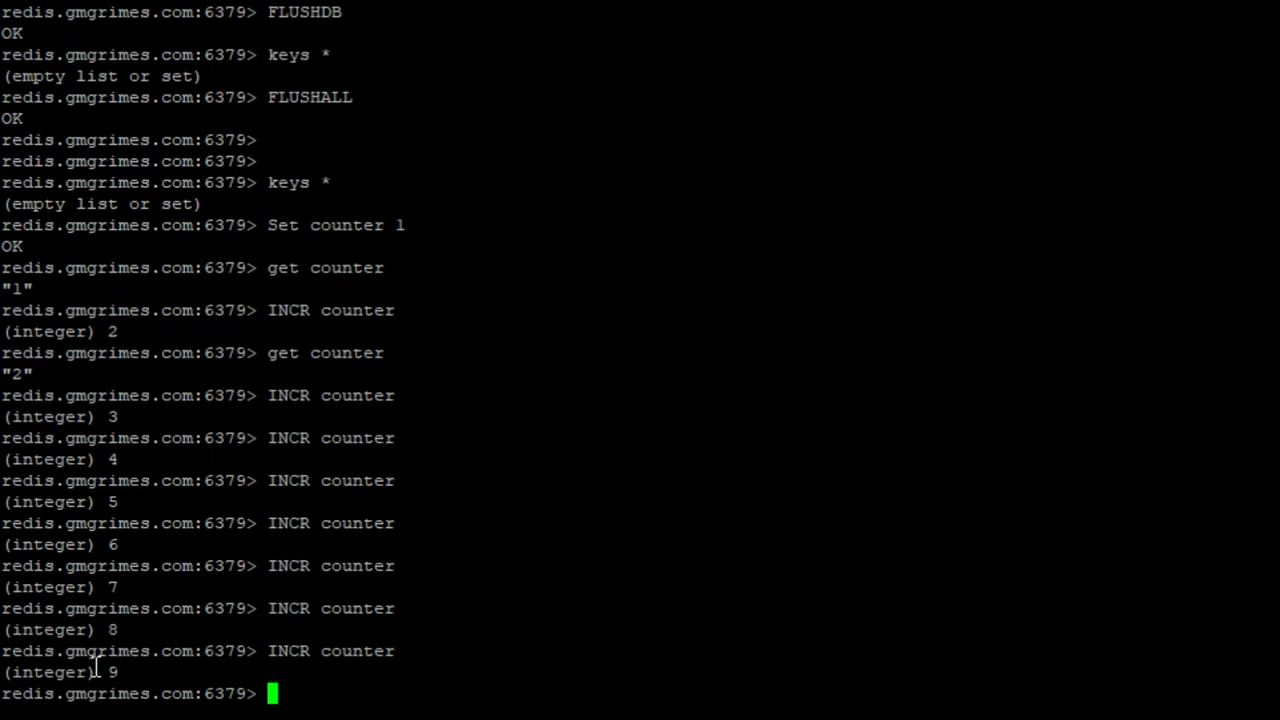 redis.gmgrimes.com:6379> FLUSHDB
OK
redis.gmgrimes.com:6379> keys *
(empty list or set)
redis.gmgrimes.com:6379> FLUSHALL
OK
redis.gmgrimes.com:6379>
redis.gmgrimes.com:6379>
redis.gmgrimes.com:6379> keys *
(empty list or set)
redis.gmgrimes.com:6379> Set counter 1
OK
redis.gmgrimes.com:6379> get counter
"1"
redis.gmgrimes.com:6379> INCR counter
(integer) 2
redis.gmgrimes.com:6379> get counter
"2"
redis.gmgrimes.com:6379> INCR counter
(integer) 3
redis.gmgrimes.com:6379> INCR counter
(integer) 4
redis.gmgrimes.com:6379> INCR counter
(integer) 5
redis.gmgrimes.com:6379> INCR counter
(integer) 6
redis.gmgrimes.com:6379> INCR counter
(integer) 7
redis.gmgrimes.com:6379> INCR counter
(integer) 8
redis.gmgrimes.com:6379> INCR counter
(integer) 9
redis.gmgrimes.com:6379>